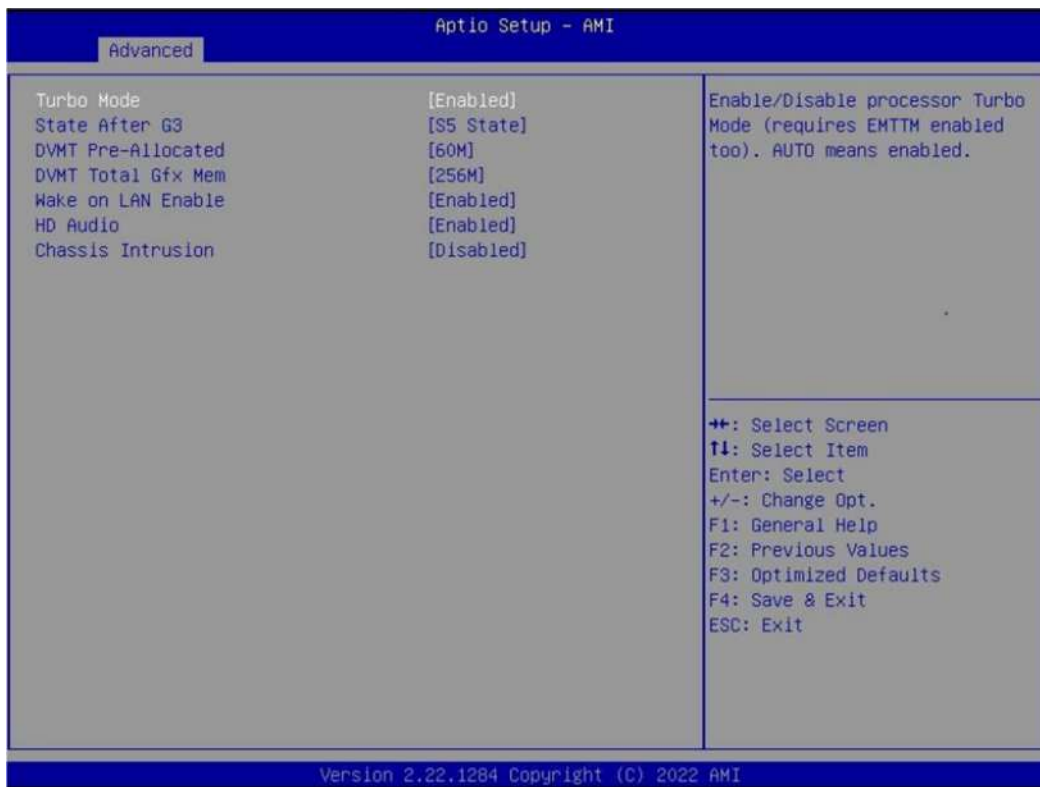 Aptio Setup - AMI
Advanced
Turbo Mode [Enabled]
State After G3 [S5 State]
DVMT Pre-Allocated [60M]
DVMT Total Gfx Mem [256M]
Wake on LAN Enable [Enabled]
HD Audio [Enabled]
Chassis Intrusion [Disabled]
Enable/Disable processor Turbo
Mode (requires EMTTM enabled
too). AUTO means enabled.
→←: Select Screen
↑↓: Select Item
Enter: Select
+/-: Change Opt.
F1: General Help
F2: Previous Values
F3: Optimized Defaults
F4: Save & Exit
ESC: Exit
Version 2.22.1284 Copyright (C) 2022 AMI